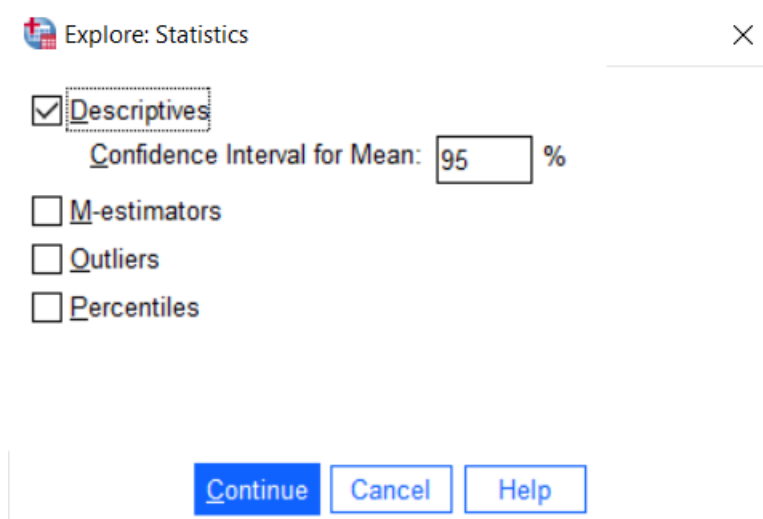 Explore: Statistics
Descriptives
Confidence Interval for Mean: 95 %
M-estimators
Outliers
Percentiles
Continue Cancel Help